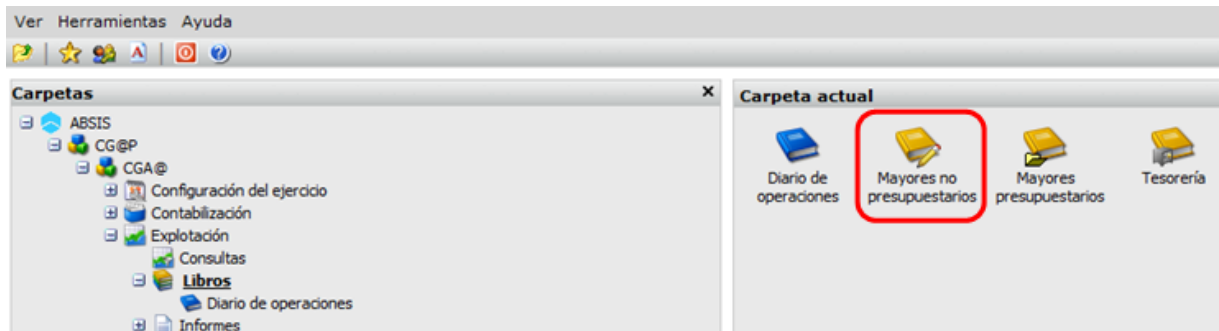 Ver Herramientas Ayuda
Carpetas
ABSIS
CG@P
CGA@
Configuración del ejercicio
Contabilización
Explotación
Consultas
Libros
Diario de operaciones
Informes
Carpeta actual
Diario de
operaciones
Mayores no
presupuestarios
Mayores
presupuestarios
Tesorería